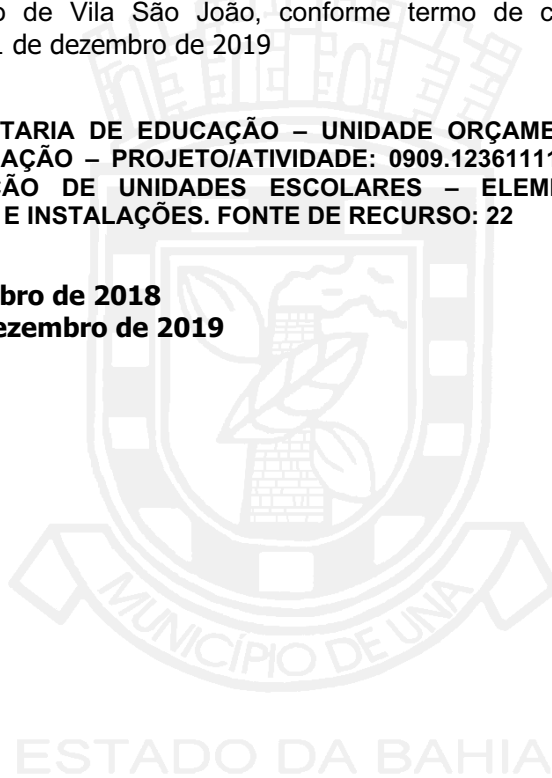 o de Vila São João, conforme termo de c
1 de dezembro de 2019
TARIA DE EDUCAÇÃO – UNIDADE ORÇAME
AÇÃO – PROJETO/ATIVIDADE: 0909.12361111
ÇÃO DE UNIDADES ESCOLARES – ELEM
E INSTALAÇÕES. FONTE DE RECURSO: 22
bro de 2018
ezembro de 2019
MUNICÍPIO DE UNA
ESTADO DA BAHIA